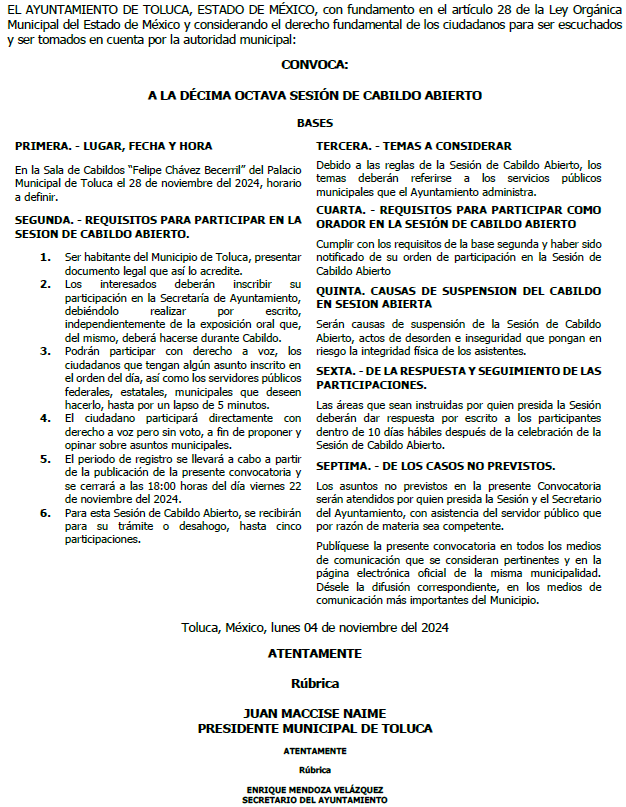 EL AYUNTAMIENTO DE TOLUCA, ESTADO DE MÉXICO, con fundamento en el artículo 28 de la Ley Orgánica
Municipal del Estado de México y considerando el derecho fundamental de los ciudadanos para ser escuchados
y ser tomados en cuenta por la autoridad municipal:
CONVOCA:
A LA DÉCIMA OCTAVA SESIÓN DE CABILDO ABIERTO
BASES
PRIMERA. - LUGAR, FECHA Y HORA
En la Sala de Cabildos “Felipe Chávez Becerril” del Palacio
Municipal de Toluca el 28 de noviembre del 2024, horario
a definir.
SEGUNDA. - REQUISITOS PARA PARTICIPAR EN LA
SESION DE CABILDO ABIERTO.
1. Ser habitante del Municipio de Toluca, presentar
documento legal que así lo acredite.
2. Los interesados deberán inscribir su
participación en la Secretaría de Ayuntamiento,
debiéndolo realizar por escrito,
independientemente de la exposición oral que,
del mismo, deberá hacerse durante Cabildo.
3. Podrán participar con derecho a voz, los
ciudadanos que tengan algún asunto inscrito en
el orden del día, así como los servidores públicos
federales, estatales, municipales que deseen
hacerlo, hasta por un lapso de 5 minutos.
4. El ciudadano participará directamente con
derecho a voz pero sin voto, a fin de proponer y
opinar sobre asuntos municipales.
5. El periodo de registro se llevará a cabo a partir
de la publicación de la presente convocatoria y
se cerrará a las 18:00 horas del día viernes 22
de noviembre del 2024.
6. Para esta Sesión de Cabildo Abierto, se recibirán
para su trámite o desahogo, hasta cinco
participaciones.
TERCERA. - TEMAS A CONSIDERAR
Debido a las reglas de la Sesión de Cabildo Abierto, los
temas deberán referirse a los servicios públicos
municipales que el Ayuntamiento administra.
CUARTA. - REQUISITOS PARA PARTICIPAR COMO
ORADOR EN LA SESIÓN DE CABILDO ABIERTO
Cumplir con los requisitos de la base segunda y haber sido
notificado de su orden de participación en la Sesión de
Cabildo Abierto
QUINTA. CAUSAS DE SUSPENSION DEL CABILDO
EN SESION ABIERTA
Serán causas de suspensión de la Sesión de Cabildo
Abierto, actos de desorden e inseguridad que pongan en
riesgo la integridad física de los asistentes.
SEXTA. - DE LA RESPUESTA Y SEGUIMIENTO DE LAS
PARTICIPACIONES.
Las áreas que sean instruidas por quien presida la Sesión
deberán dar respuesta por escrito a los participantes
dentro de 10 días hábiles después de la celebración de la
Sesión de Cabildo Abierto.
SEPTIMA. - DE LOS CASOS NO PREVISTOS.
Los asuntos no previstos en la presente Convocatoria
serán atendidos por quien presida la Sesión y el Secretario
del Ayuntamiento, con asistencia del servidor público que
por razón de materia sea competente.
Publíquese la presente convocatoria en todos los medios
de comunicación que se consideran pertinentes y en la
página electrónica oficial de la misma municipalidad.
Désele la difusión correspondiente, en los medios de
comunicación más importantes del Municipio.
Toluca, México, lunes 04 de noviembre del 2024
ATENTAMENTE
Rúbrica
JUAN MACCISE NAIME
PRESIDENTE MUNICIPAL DE TOLUCA
ATENTAMENTE
Rúbrica
ENRIQUE MENDOZA VELÁZQUEZ
SECRETARIO DEL AYUNTAMIENTO